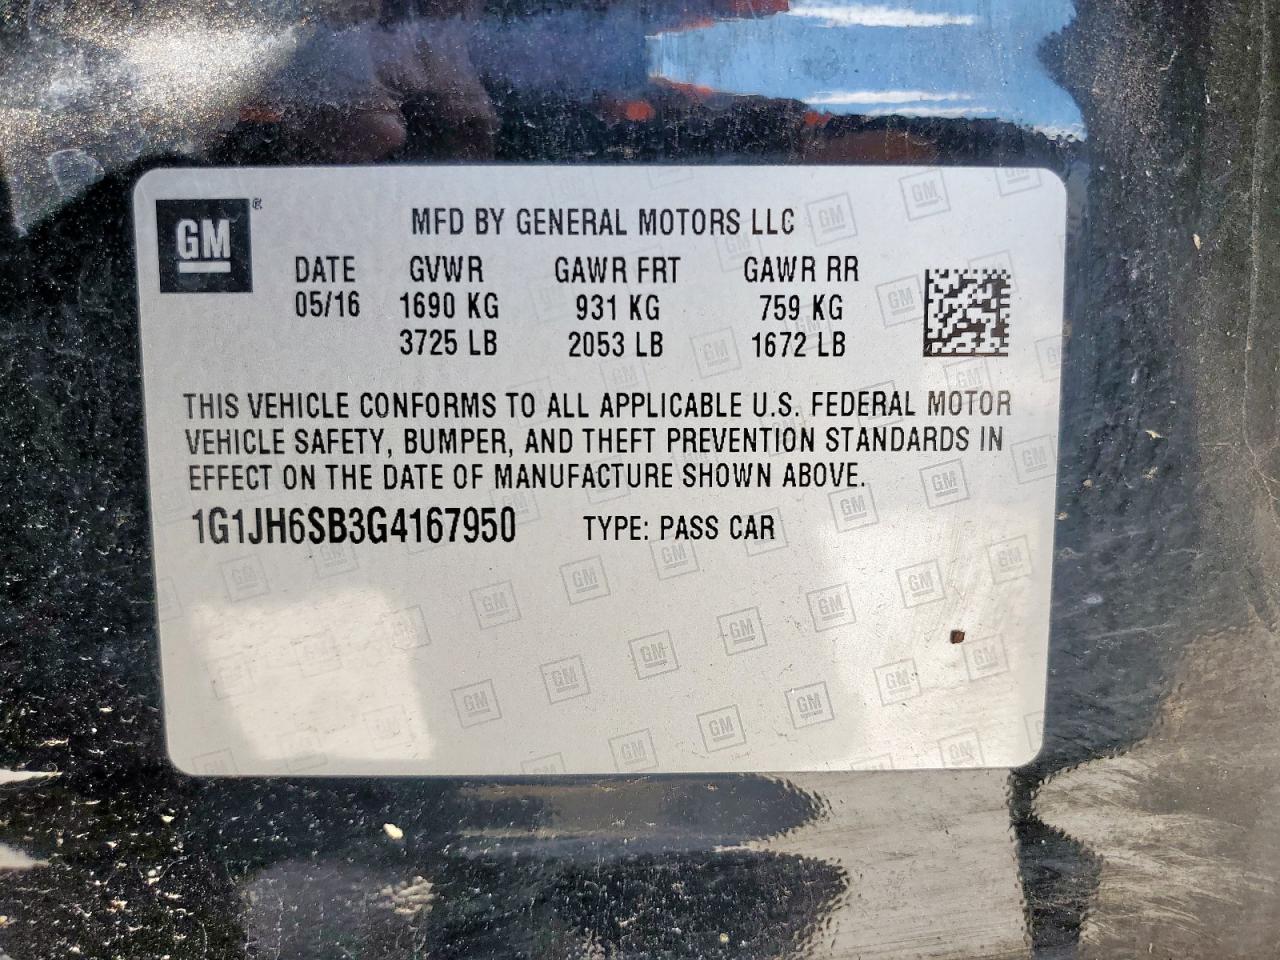 GM®
MFD BY GENERAL MOTORS LLC
DATE GVWR GAWR FRT GAWR RR
05/16 1690 KG 931 KG 759 KG
3725 LB 2053 LB 1672 LB
THIS VEHICLE CONFORMS TO ALL APPLICABLE U.S. FEDERAL MOTOR
VEHICLE SAFETY, BUMPER, AND THEFT PREVENTION STANDARDS IN
EFFECT ON THE DATE OF MANUFACTURE SHOWN ABOVE.
1G1JH6SB3G4167950 TYPE: PASS CAR